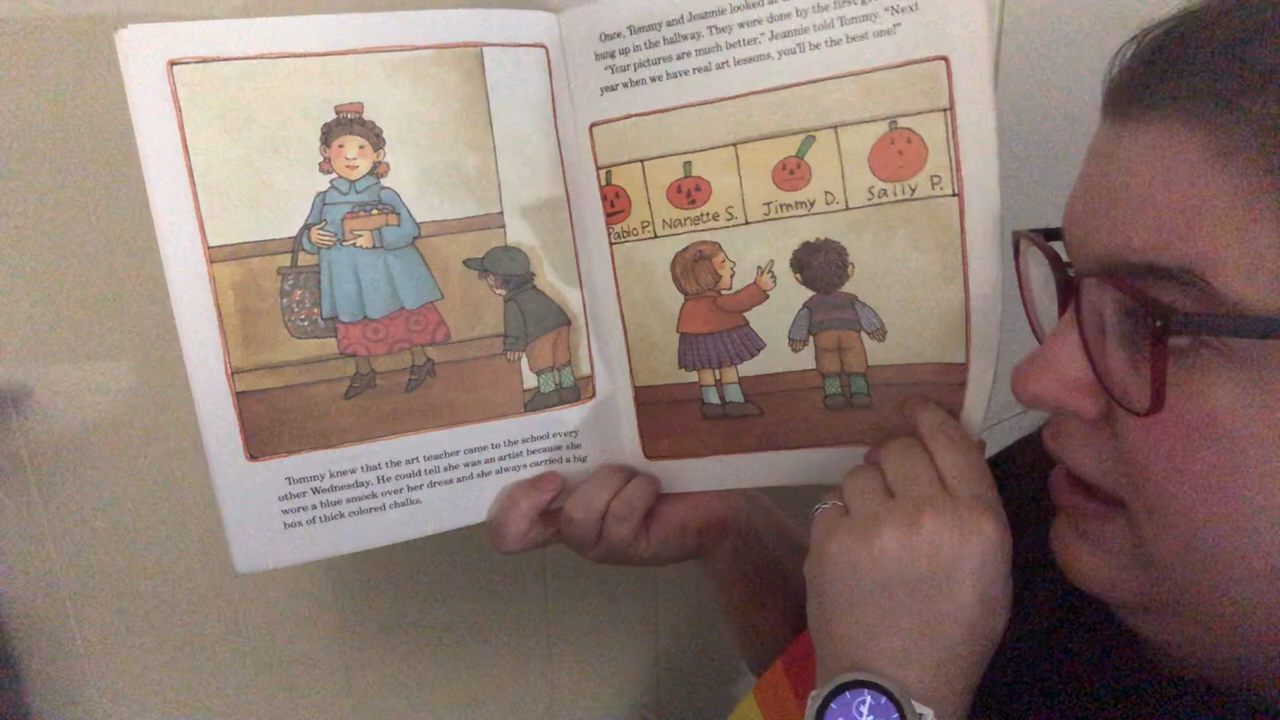 Tommy knew that the art teacher came to the school every
other Wednesday. He could tell she was an artist because she
wore a blue smock over her dress and she always carried a big
box of thick colored chalks.
Once, Tommy and Jeannie looked at
hung up in the hallway. They were done by the first
"Your pictures are much better," Jeannie told Tommy. "Next
year when we have real art lessons, you'll be the best one!"
Pablo P. Nanette S. Jimmy D. Sally P.